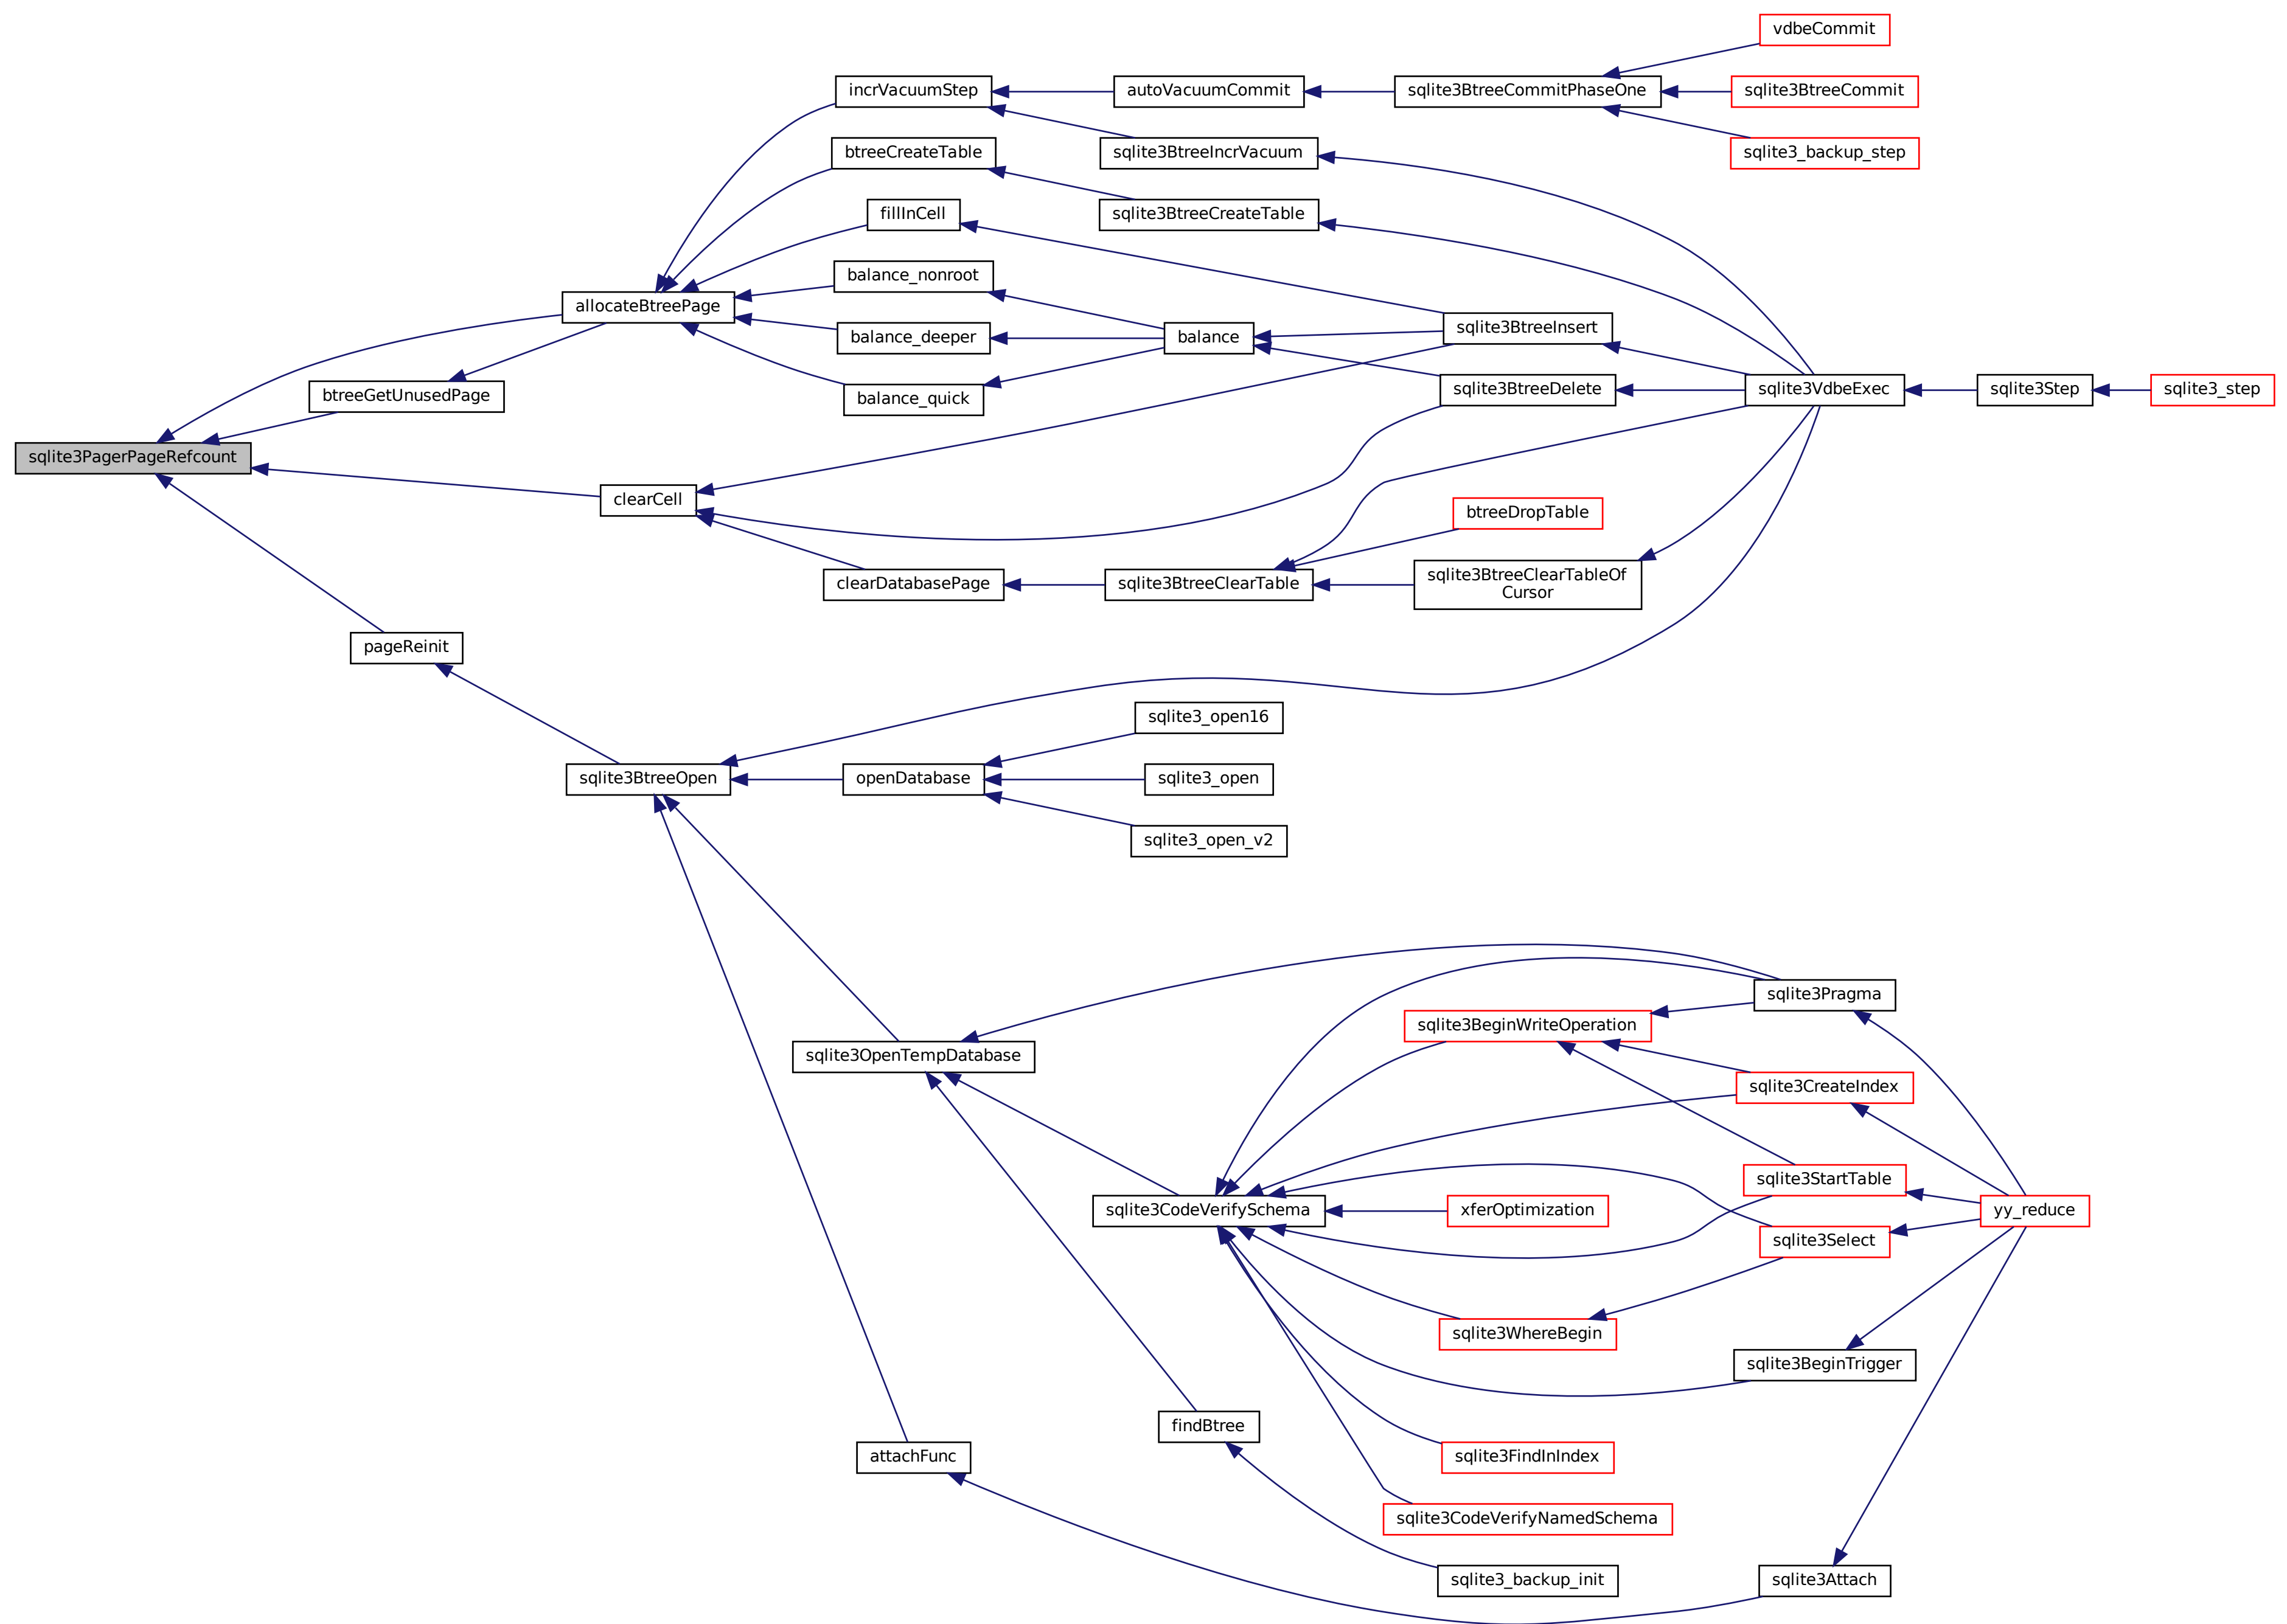 vdbeCommit
incrVacuumStep
autoVacuumCommit
sqlite3BtreeCommitPhaseOne
sqlite3BtreeCommit
btreeCreateTable
sqlite3BtreeIncrVacuum
sqlite3_backup_step
fillInCell
sqlite3BtreeCreateTable
balance_nonroot
allocateBtreePage
balance_deeper
balance
sqlite3BtreeInsert
btreeGetUnusedPage
balance_quick
sqlite3BtreeDelete
sqlite3VdbeExec
sqlite3Step
sqlite3_step
sqlite3PagerPageRefcount
clearCell
btreeDropTable
clearDatabasePage
sqlite3BtreeClearTable
sqlite3BtreeClearTableOf
Cursor
pageReinit
sqlite3_open16
sqlite3BtreeOpen
openDatabase
sqlite3_open
sqlite3_open_v2
sqlite3Pragma
sqlite3BeginWriteOperation
sqlite3OpenTempDatabase
sqlite3CreateIndex
sqlite3StartTable
sqlite3CodeVerifySchema
xferOptimization
yy_reduce
sqlite3Select
sqlite3WhereBegin
sqlite3BeginTrigger
findBtree
attachFunc
sqlite3FindInIndex
sqlite3CodeVerifyNamedSchema
sqlite3_backup_init
sqlite3Attach